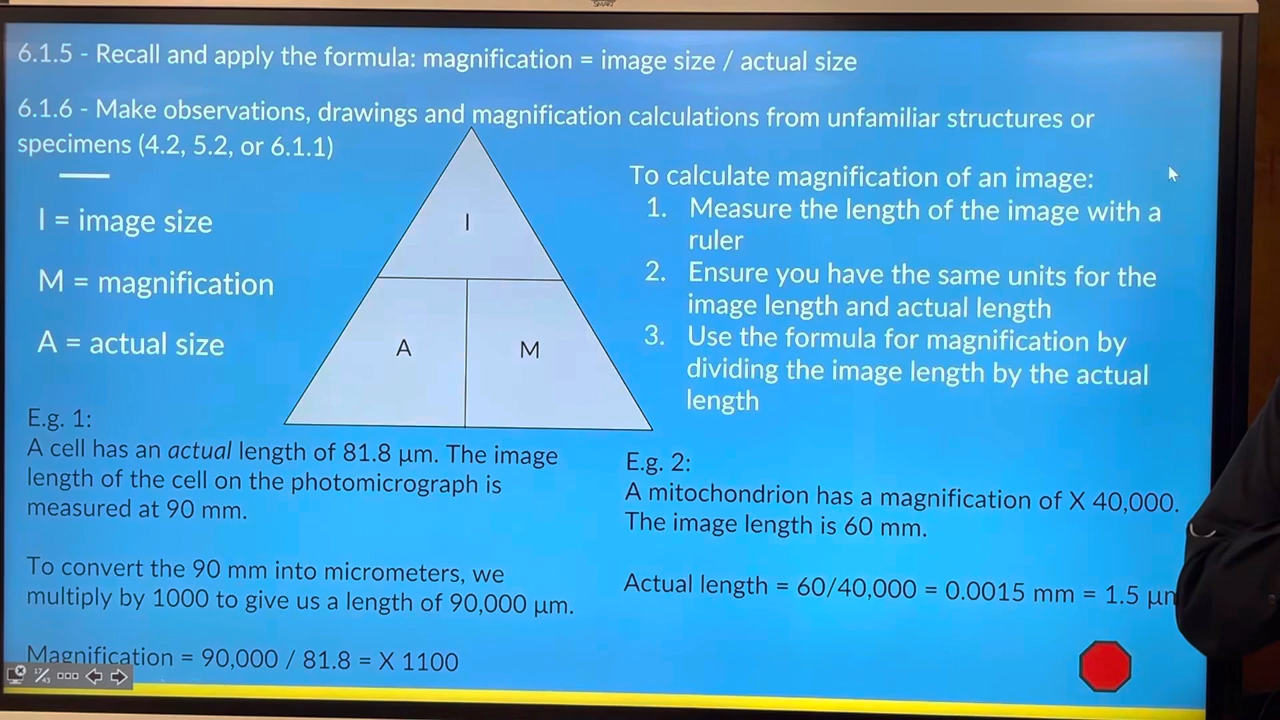 SMART
6.1.5 - Recall and apply the formula: magnification = image size / actual size
6.1.6 - Make observations, drawings and magnification calculations from unfamiliar structures or
specimens (4.2, 5.2, or 6.1.1)
I = image size
M = magnification
A = actual size
I
A
M
To calculate magnification of an image:
1. Measure the length of the image with a
ruler
2. Ensure you have the same units for the
image length and actual length
3. Use the formula for magnification by
dividing the image length by the actual
length
E.g. 1:
A cell has an actual length of 81.8 µm. The image
length of the cell on the photomicrograph is
measured at 90 mm.
To convert the 90 mm into micrometers, we
multiply by 1000 to give us a length of 90,000 µm.
Magnification = 90,000 / 81.8 = X 1100
E.g. 2:
A mitochondrion has a magnification of X 40,000.
The image length is 60 mm.
Actual length = 60/40,000 = 0.0015 mm = 1.5 µm
17/43